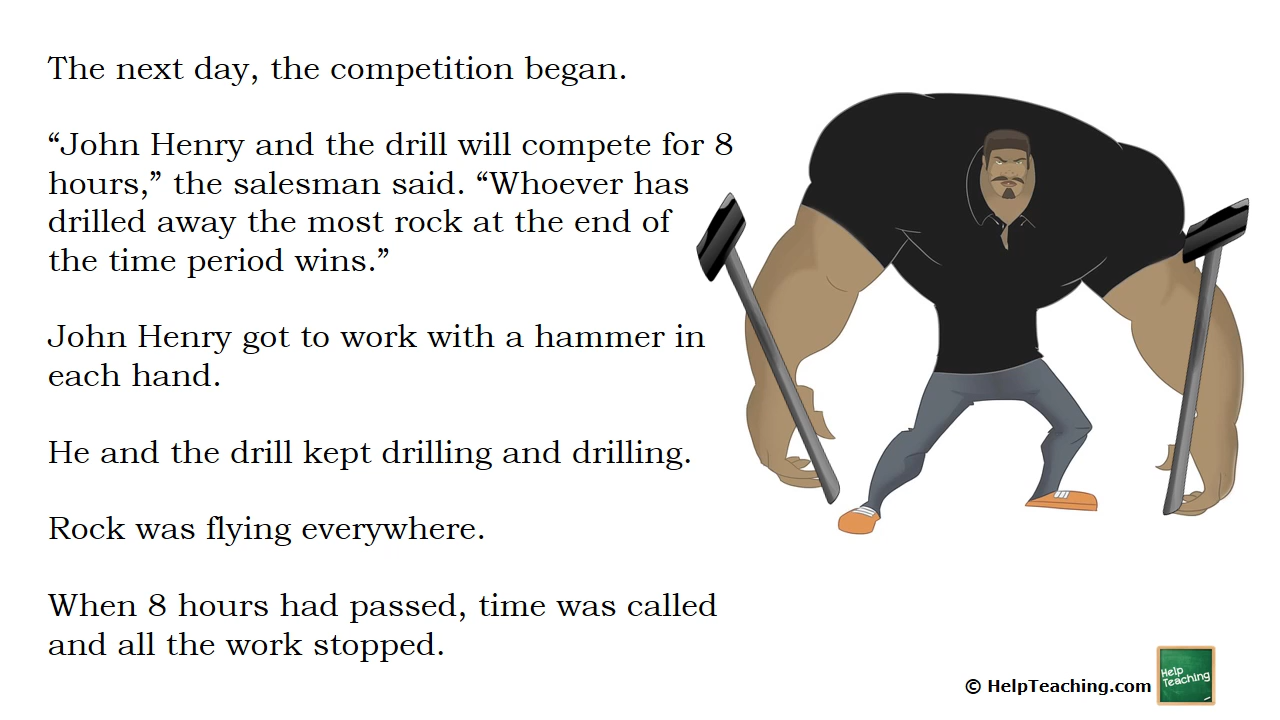 The next day, the competition began.
“John Henry and the drill will compete for 8
hours,” the salesman said. “Whoever has
drilled away the most rock at the end of
the time period wins.”
John Henry got to work with a hammer in
each hand.
He and the drill kept drilling and drilling.
Rock was flying everywhere.
When 8 hours had passed, time was called
and all the work stopped.
© HelpTeaching.com
Help
Teaching